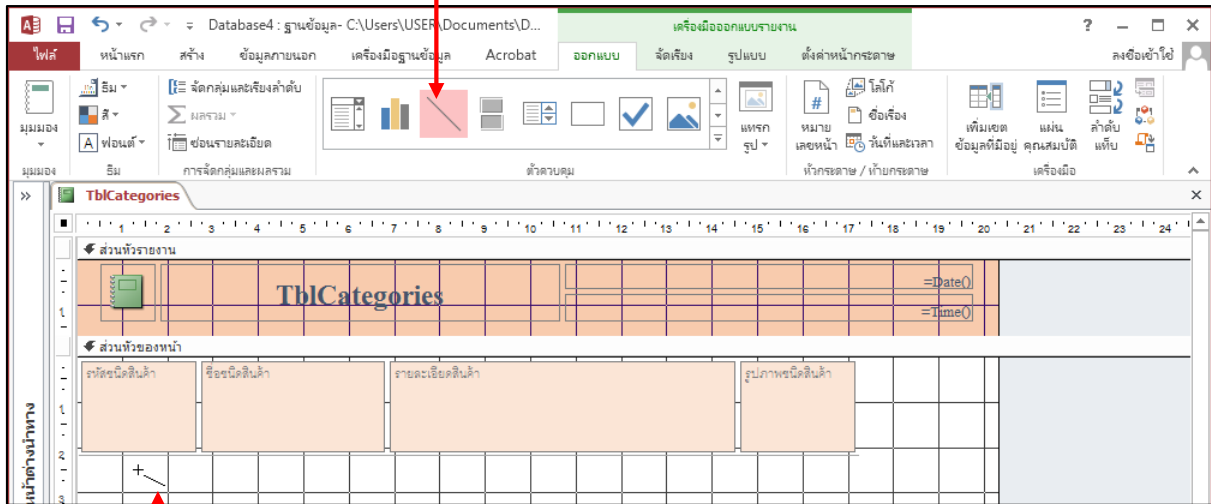 Database4 : ฐานข้อมูล- C:\Users\USER\Documents\D... เครื่องมือออกแบบรายงาน ?
ไฟล์ หน้าแรก สร้าง ข้อมูลภายนอก เครื่องมือฐานข้อมูล Acrobat ออกแบบ จัดเรียง รูปแบบ ตั้งค่าหน้ากระดาษ ลงชื่อเข้าใช้
มุมมอง
ธีม
สี
A ฟอนต์
จัดกลุ่มและเรียงลำดับ
ผลรวม
ซ่อนรายละเอียด
แทรกรูป
# หมายเลขหน้า
โลโก้
ชื่อเรื่อง
วันที่และเวลา
เพิ่มเขตข้อมูลที่มีอยู่
แผ่นคุณสมบัติ
ลำดับแท็บ
มุมมอง ธีม การจัดกลุ่มและผลรวม ตัวควบคุม หัวกระดาษ / ท้ายกระดาษ เครื่องมือ
TblCategories
1 2 3 4 5 6 7 8 9 10 11 12 13 14 15 16 17 18 19 20 21 22 23 24
ส่วนหัวรายงาน
TblCategories
=Date()
=Time()
1
ส่วนหัวของหน้า
รหัสชนิดสินค้า ชื่อชนิดสินค้า รายละเอียดสินค้า รูปภาพชนิดสินค้า
1
2
3
หน้าต่างนำทาง